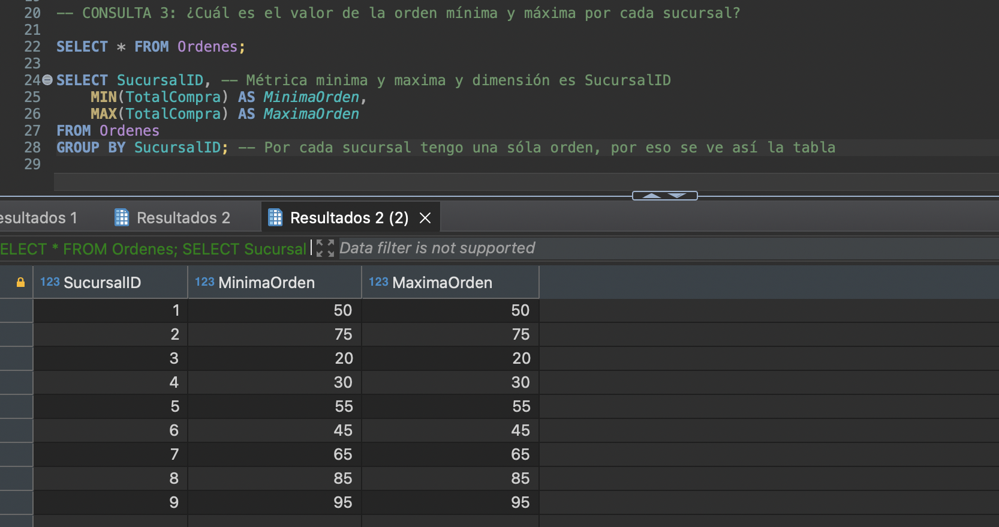 20 -- CONSULTA 3: ¿Cuál es el valor de la orden mínima y máxima por cada sucursal?
21
22 SELECT * FROM Ordenes;
23
24 SELECT SucursalID, -- Métrica minima y maxima y dimensión es SucursalID
25 MIN(TotalCompra) AS MinimaOrden,
26 MAX(TotalCompra) AS MaximaOrden
27 FROM Ordenes
28 GROUP BY SucursalID; -- Por cada sucursal tengo una sóla orden, por eso se ve así la tabla
29
esultados 1 Resultados 2 Resultados 2 (2)
ELECT * FROM Ordenes; SELECT Sucursal Data filter is not supported
123 SucursalID 123 MinimaOrden 123 MaximaOrden
1 50 50
2 75 75
3 20 20
4 30 30
5 55 55
6 45 45
7 65 65
8 85 85
9 95 95